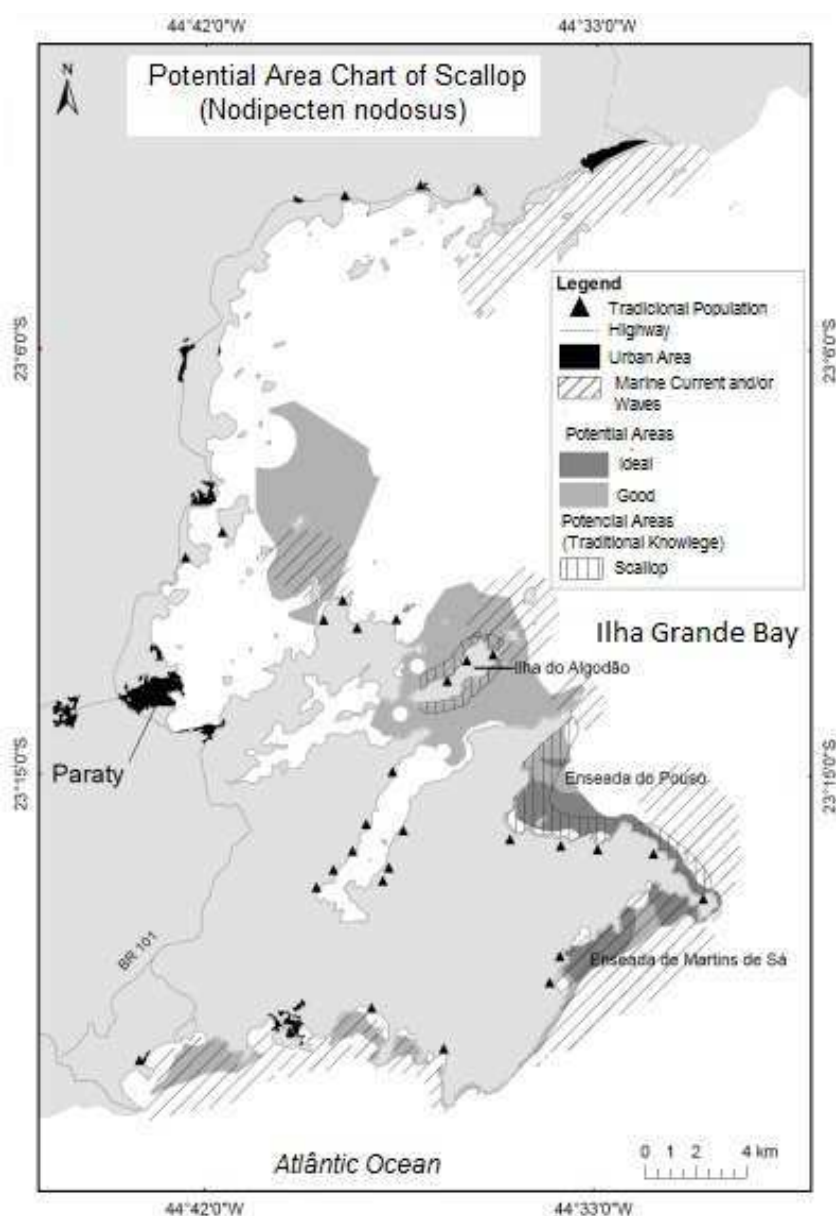 44°42'0"W 44°33'0"W
N
Potential Area Chart of Scallop
(Nodipecten nodosus)
Legend
Tradicional Population
Highway
Urban Area
Marine Current and/or
Waves
Potential Areas
Ideal
Good
Potencial Areas
(Traditional Knowlege)
Scallop
23°6'0"S 23°6'0"S
Ilha Grande Bay
Ilha do Algodão
Paraty
Enseada do Pouso
23°15'0"S 23°15'0"S
Enseada de Martins de Sá
BR 101
0 1 2 4 km
Atlântic Ocean
44°42'0"W 44°33'0"W